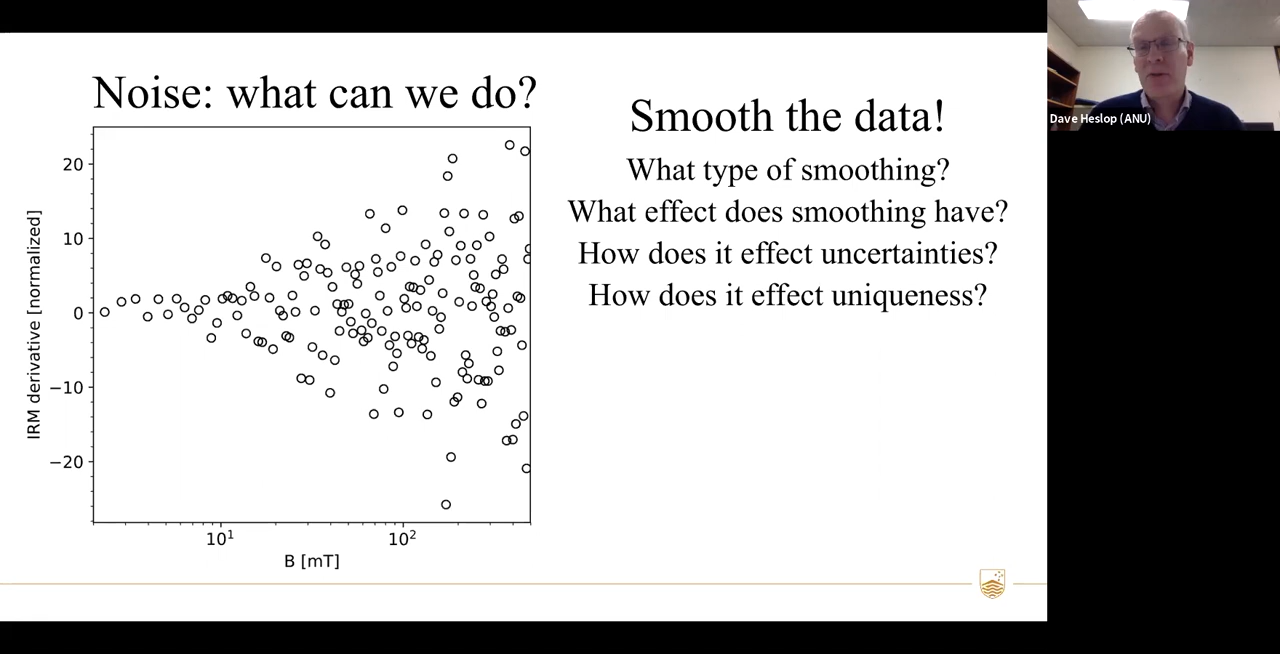 Noise: what can we do?
Smooth the data!
What type of smoothing?
What effect does smoothing have?
How does it effect uncertainties?
How does it effect uniqueness?
20
10
0
−10
−20
IRM derivative [normalized]
10¹
10²
B [mT]
Dave Heslop (ANU)